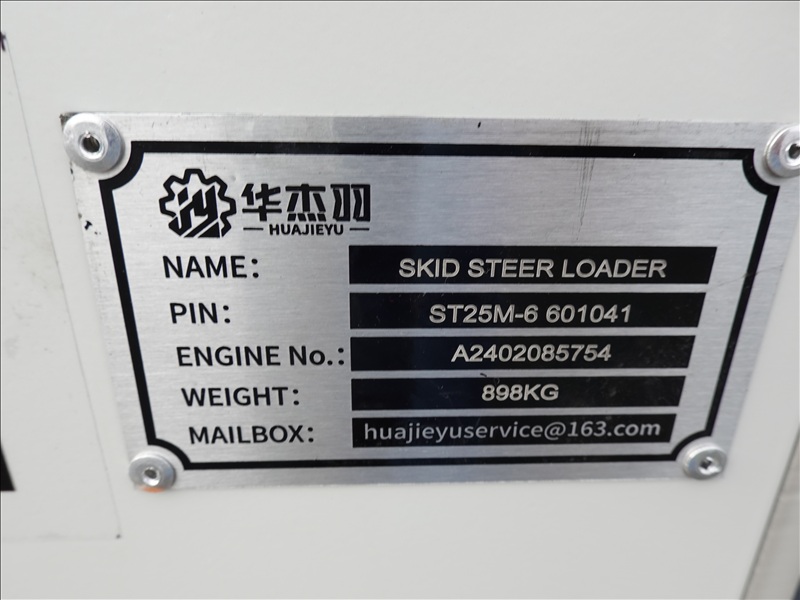 华杰羽
HUAJIEYU
NAME: SKID STEER LOADER
PIN: ST25M-6 601041
ENGINE No.: A2402085754
WEIGHT: 898KG
MAILBOX: huajieyuservice@163.com